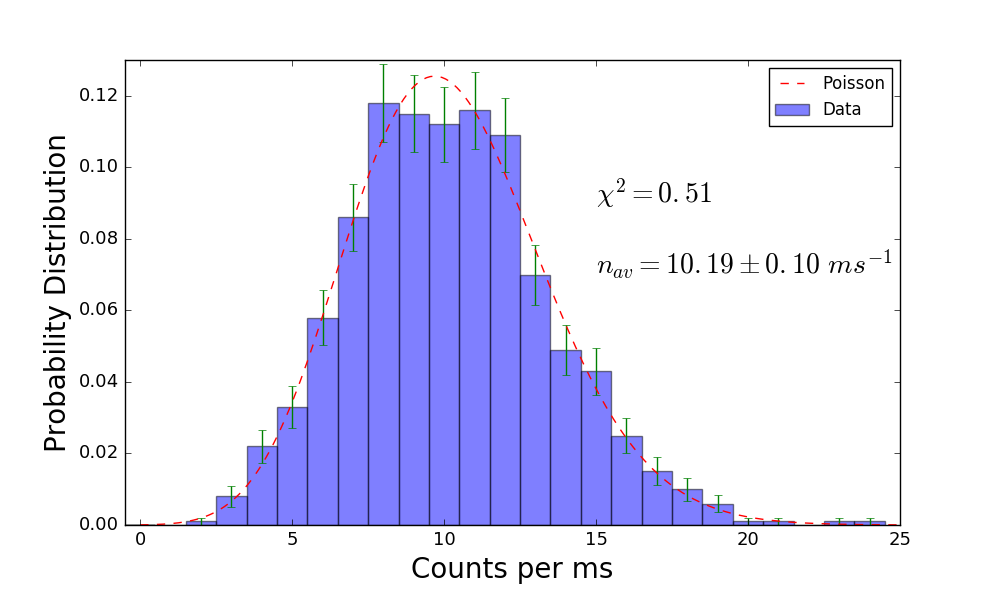 0.12
0.10
0.08
0.06
0.04
0.02
0.00
Probability Distribution
0 5 10 15 20 25
Counts per ms
Poisson
Data
χ² = 0.51
n_av = 10.19 ± 0.10 ms⁻¹